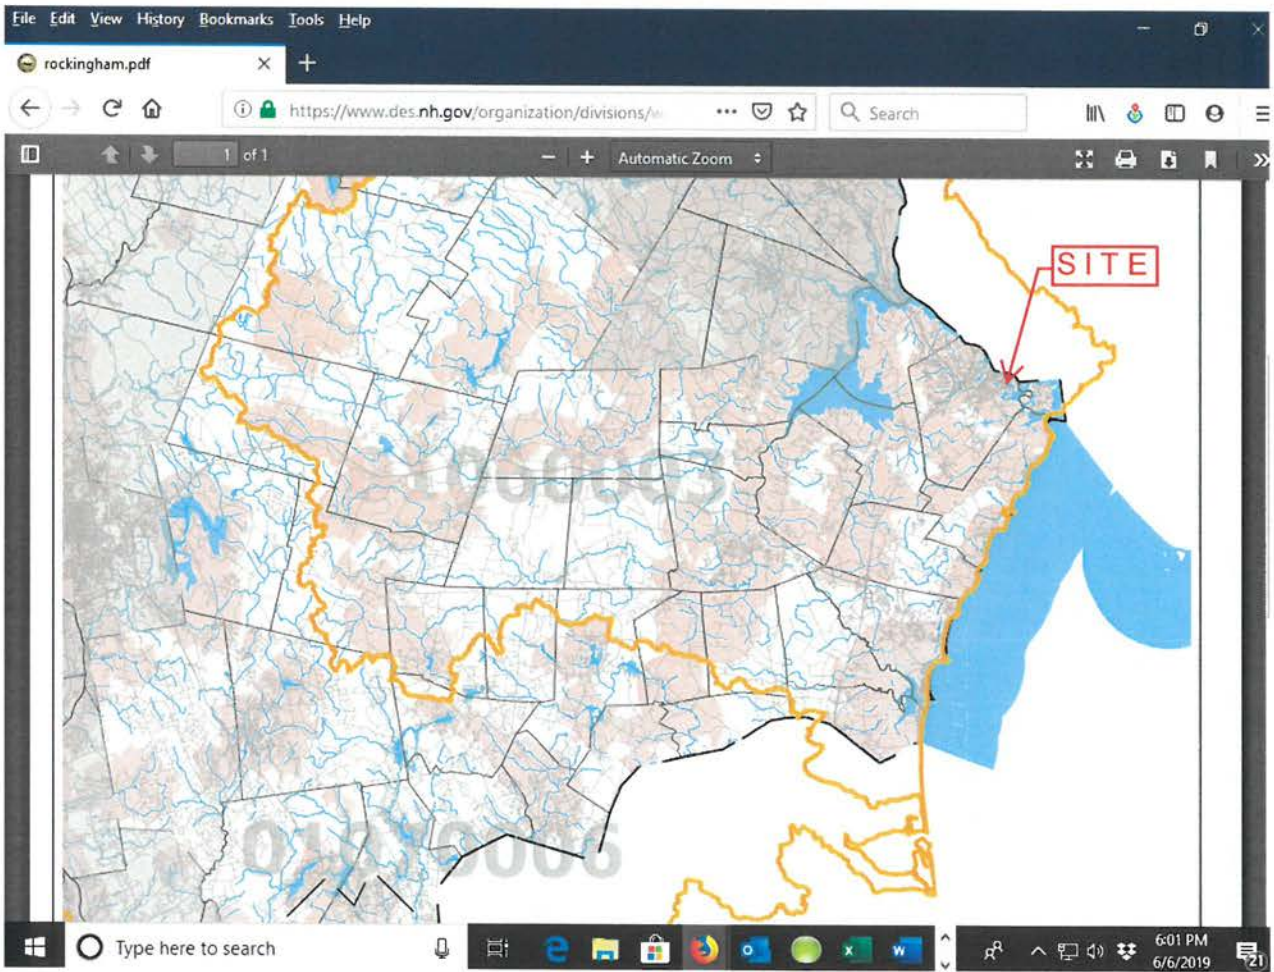 File Edit View History Bookmarks Tools Help
rockingham.pdf
https://www.des.nh.gov/organization/divisions/
Search
1 of 1
Automatic Zoom
SITE
01070006
Type here to search
6:01 PM
6/6/2019
21